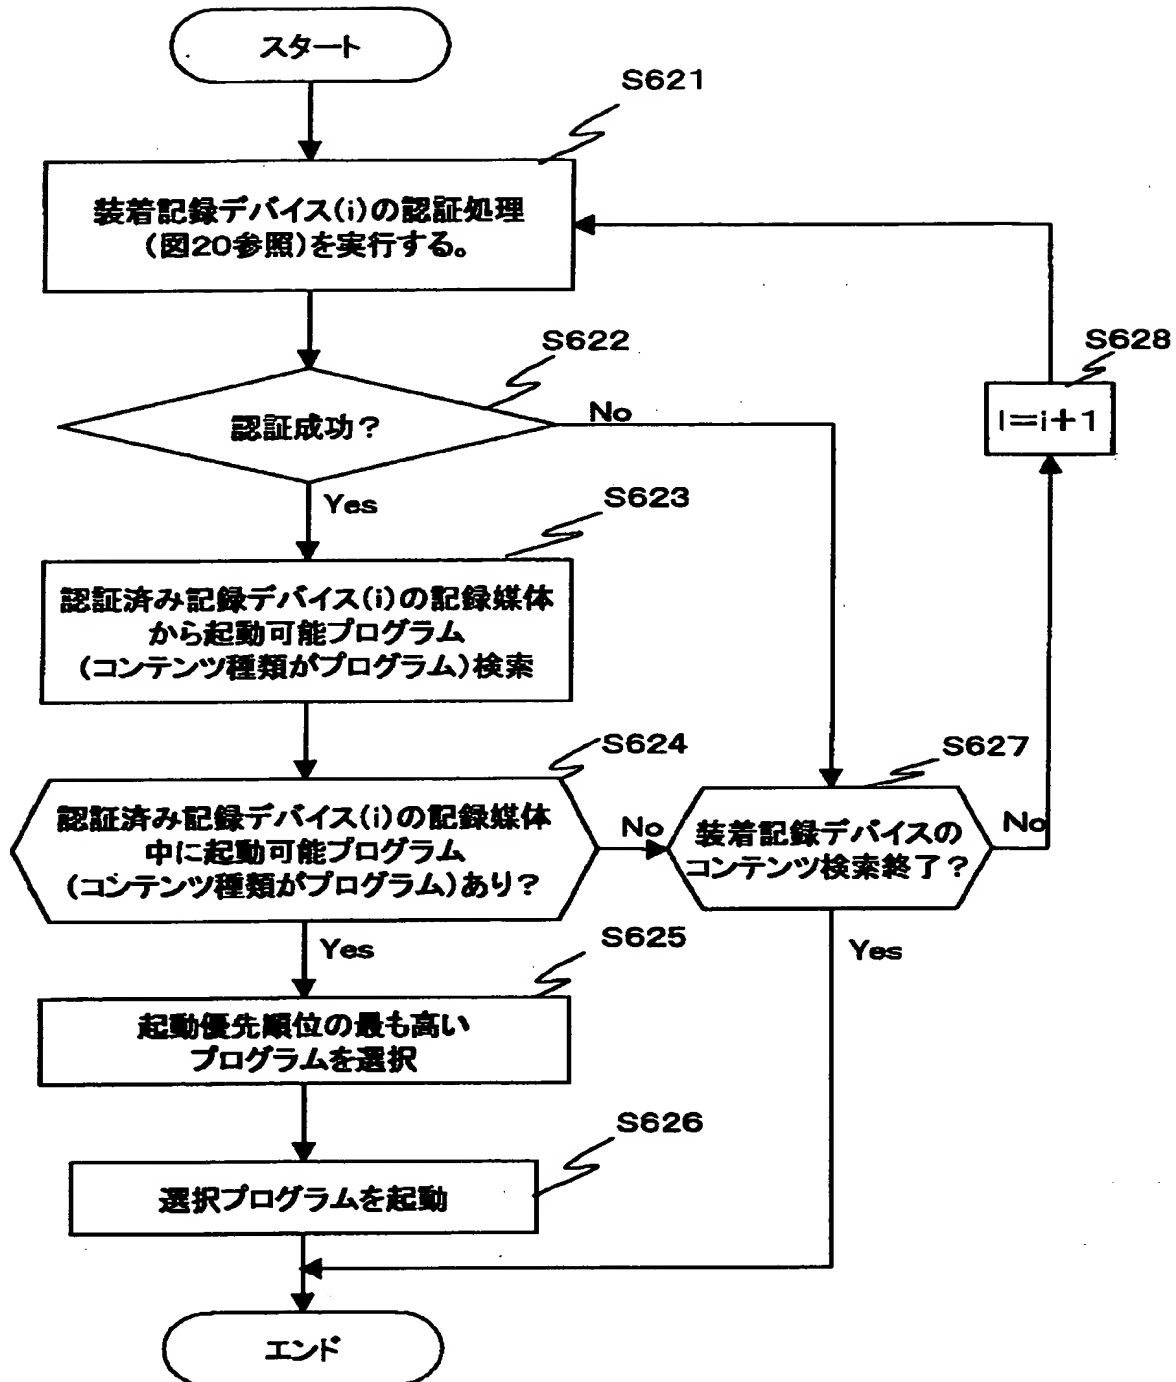 スタート
S621
装着記録デバイス(i)の認証処理
(図20参照)を実行する。
S622
認証成功？
No
Yes
S628
I=i+1
S623
認証済み記録デバイス(i)の記録媒体
から起動可能プログラム
(コンテンツ種類がプログラム)検索
S624
認証済み記録デバイス(i)の記録媒体
中に起動可能プログラム
(コンテンツ種類がプログラム)あり？
No
Yes
S627
装着記録デバイスの
コンテンツ検索終了？
No
Yes
S625
起動優先順位の最も高い
プログラムを選択
S626
選択プログラムを起動
エンド